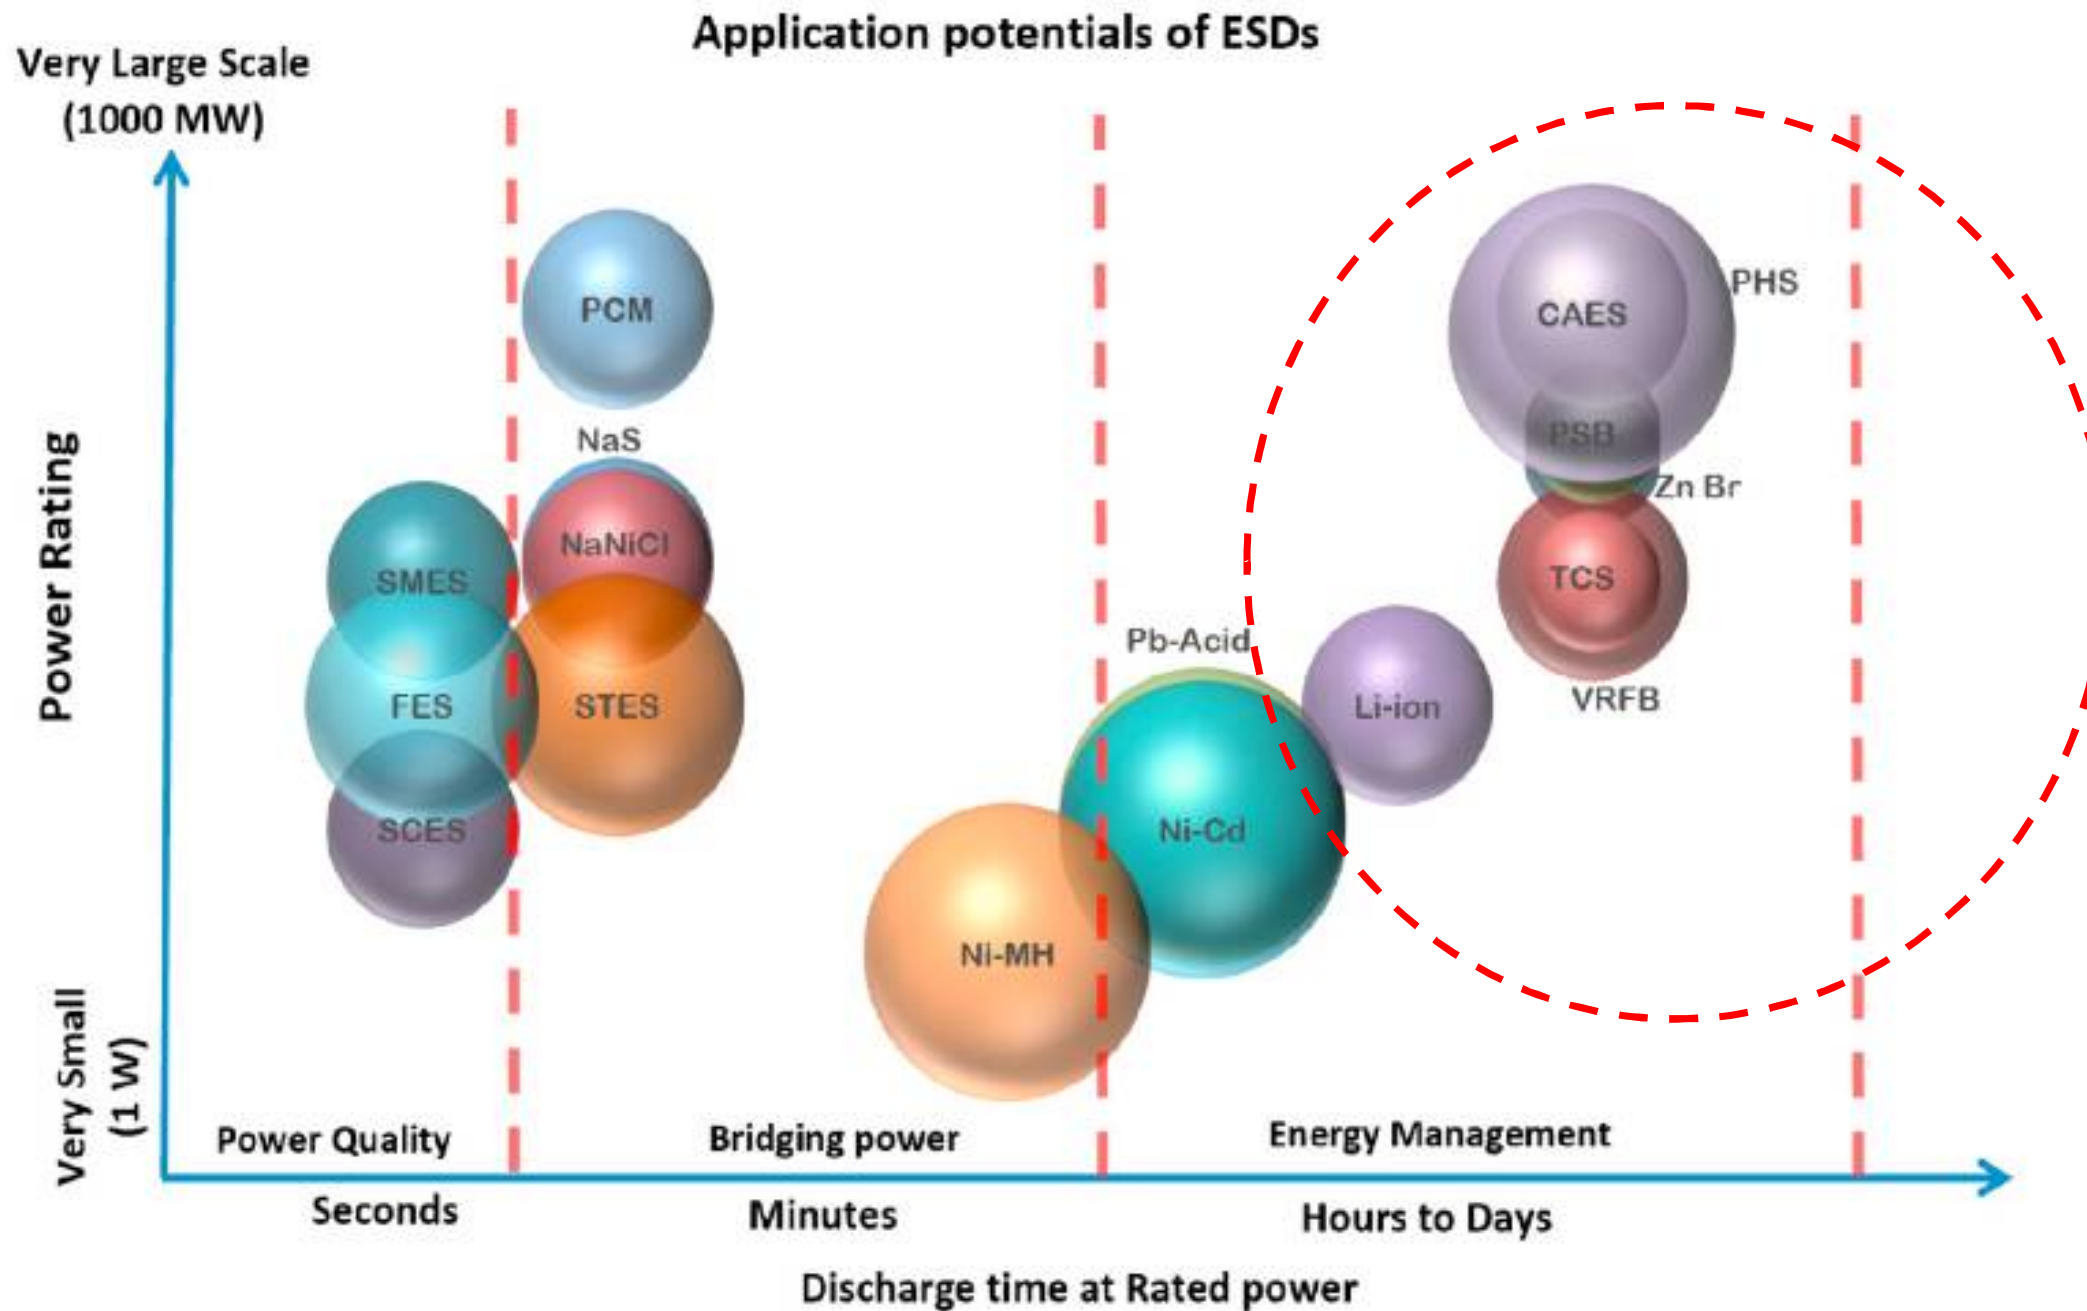 Application potentials of ESDs
Very Large Scale
(1000 MW)
Power Rating
Very Small
(1 W)
PCM
NaS
NaNiCl
SMES
FES
STES
SCES
CAES
PHS
PSB
Zn Br
TCS
VRFB
Pb-Acid
Li-ion
Ni-Cd
Ni-MH
Power Quality
Bridging power
Energy Management
Seconds
Minutes
Hours to Days
Discharge time at Rated power